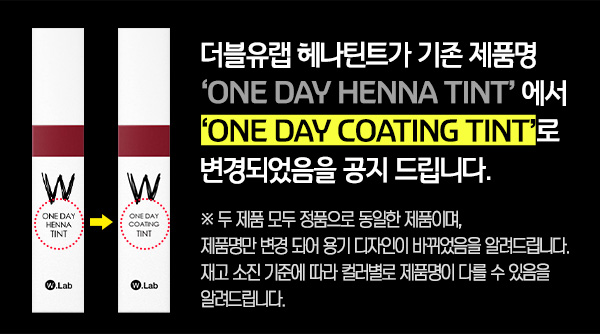 더블유랩 헤나틴트가 기존 제품명
‘ONE DAY HENNA TINT’ 에서
‘ONE DAY COATING TINT’로
변경되었음을 공지 드립니다.
※ 두 제품 모두 정품으로 동일한 제품이며,
제품명만 변경 되어 용기 디자인이 바뀌었음을 알려드립니다.
재고 소진 기준에 따라 컬러별로 제품명이 다를 수 있음을
알려드립니다.
W
ONE DAY
HENNA
TINT
W.Lab
W
ONE DAY
COATING
TINT
W.Lab